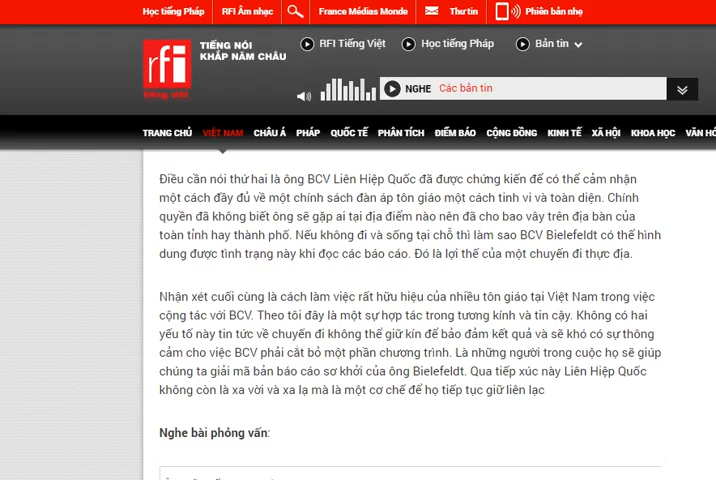 Học tiếng Pháp RFI Âm nhạc France Médias Monde Thư tin Phiên bản nhẹ
rfi TIẾNG NÓI
KHẮP NĂM CHÂU
tiếng việt
RFI Tiếng Việt Học tiếng Pháp Bản tin
NGHE Các bản tin
TRANG CHỦ VIỆT NAM CHÂU Á PHÁP QUỐC TẾ PHÂN TÍCH ĐIỂM BÁO CỘNG ĐỒNG KINH TẾ XÃ HỘI KHOA HỌC VĂN HÓ
Điều cần nói thứ hai là ông BCV Liên Hiệp Quốc đã được chứng kiến để có thể cảm nhận
một cách đầy đủ về một chính sách đàn áp tôn giáo một cách tinh vi và toàn diện. Chính
quyền đã không biết ông sẽ gặp ai tại địa điểm nào nên đã cho bao vây trên địa bàn của
toàn tỉnh hay thành phố. Nếu không đi và sống tại chỗ thì làm sao BCV Bielefeldt có thể hình
dung được tình trạng này khi đọc các báo cáo. Đó là lợi thế của một chuyến đi thực địa.
Nhận xét cuối cùng là cách làm việc rất hữu hiệu của nhiều tôn giáo tại Việt Nam trong việc
cộng tác với BCV. Theo tôi đây là một sự hợp tác trong tương kính và tin cậy. Không có hai
yếu tố này tin tức về chuyến đi không thể giữ kín để bảo đảm kết quả và sẽ khó có sự thông
cảm cho việc BCV phải cắt bỏ một phần chương trình. Là những người trong cuộc họ sẽ giúp
chúng ta giải mã bản báo cáo sơ khởi của ông Bielefeldt. Qua tiếp xúc này Liên Hiệp Quốc
không còn là xa vời và xa lạ mà là một cơ chế để họ tiếp tục giữ liên lạc
Nghe bài phỏng vấn: